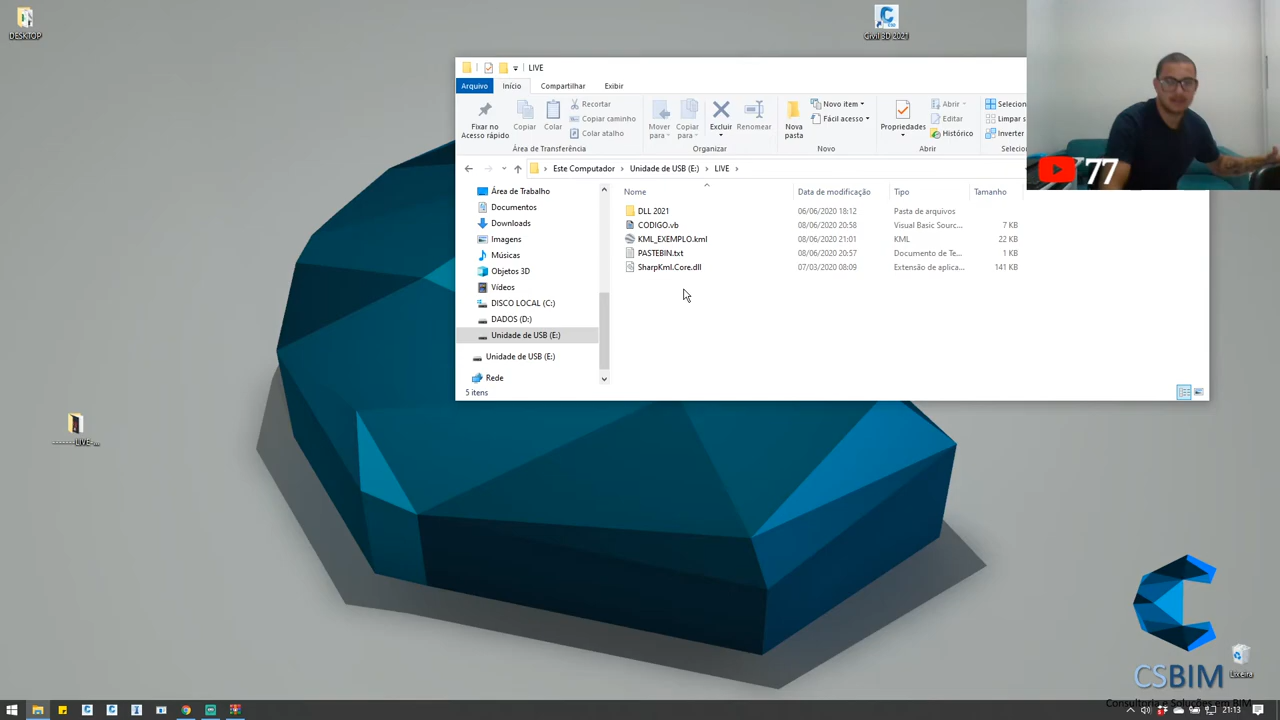 DESKTOP
Civil 3D 2021
LIVE
Arquivo Início Compartilhar Exibir
Fixar no Acesso rápido
Copiar
Colar
Recortar
Copiar caminho
Colar atalho
Mover para
Copiar para
Excluir
Renomear
Nova pasta
Novo item
Fácil acesso
Propriedades
Abrir
Editar
Histórico
Selecion
Limpar s
Inverter
Área de Transferência
Organizar
Novo
Abrir
Selec
77
Este Computador > Unidade de USB (E:) > LIVE >
Nome Data de modificação Tipo Tamanho
DLL 2021 06/06/2020 18:12 Pasta de arquivos
CODIGO.vb 08/06/2020 20:58 Visual Basic Sourc... 7 KB
KML_EXEMPLO.kml 08/06/2020 21:01 KML 22 KB
PASTEBIN.txt 08/06/2020 20:57 Documento de Te... 1 KB
SharpKml.Core.dll 07/03/2020 08:09 Extensão de aplica... 141 KB
Área de Trabalho
Documentos
Downloads
Imagens
Músicas
Objetos 3D
Vídeos
DISCO LOCAL (C:)
DADOS (D:)
Unidade de USB (E:)
Unidade de USB (E:)
Rede
5 itens
-------LIVE-...
CSBIM
Lixeira
Consultoria e Soluções em BIM
21:13